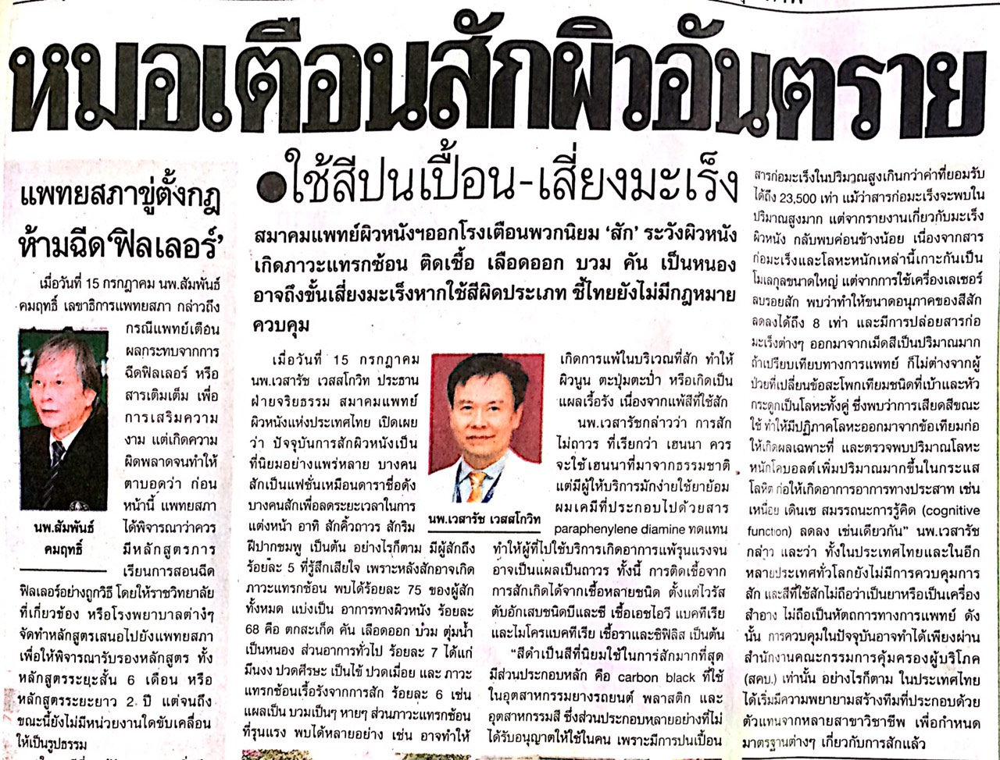 หมอเตือนสักผิวอันตราย
●ใช้สีปนเปื้อน-เสี่ยงมะเร็ง
สมาคมแพทย์ผิวหนังฯออกโรงเตือนพวกนิยม ‘สัก’ ระวังผิวหนัง
เกิดภาวะแทรกซ้อน ติดเชื้อ เลือดออก บวม คัน เป็นหนอง
อาจถึงขั้นเสี่ยงมะเร็งหากใช้สีผิดประเภท ชี้ไทยยังไม่มีกฎหมาย
ควบคุม
เมื่อวันที่ 15 กรกฎาคม
นพ.เวสารัช เวสสโกวิท ประธาน
ฝ่ายจริยธรรม สมาคมแพทย์
ผิวหนังแห่งประเทศไทย เปิดเผย
ว่า ปัจจุบันการสักผิวหนังเป็น
ที่นิยมอย่างแพร่หลาย บางคน
สักเป็นแฟชั่นเหมือนดาราชื่อดัง
บางคนสักเพื่อลดระยะเวลาในการ
แต่งหน้า อาทิ สักคิ้วถาวร สักริม
ฝีปากชมพู เป็นต้น อย่างไรก็ตาม มีผู้สักถึง
ร้อยละ 5 ที่รู้สึกเสียใจ เพราะหลังสักอาจเกิด
ภาวะแทรกซ้อน พบได้ร้อยละ 75 ของผู้สัก
ทั้งหมด แบ่งเป็น อาการทางผิวหนัง ร้อยละ
68 คือ ตกสะเก็ด คัน เลือดออก บวม ตุ่มน้ำ
เป็นหนอง ส่วนอาการทั่วไป ร้อยละ 7 ได้แก่
มึนงง ปวดศีรษะ เป็นไข้ ปวดเมื่อย และ ภาวะ
แทรกซ้อนเรื้อรังจากการสัก ร้อยละ 6 เช่น
แผลเป็น บวมเป็นๆ หายๆ ส่วนภาวะแทรกซ้อน
ที่รุนแรง พบได้หลายอย่าง เช่น อาจทำให้
นพ.เวสารัช เวสสโกวิท
เกิดการแพ้ในบริเวณที่สัก ทำให้
ผิวนูน ตะปุ่มตะป่ำ หรือเกิดเป็น
แผลเรื้อรัง เนื่องจากแพ้สีที่ใช้สัก
นพ.เวสารัชกล่าวว่า การสัก
ไม่ถาวร ที่เรียกว่า เฮนนา ควร
จะใช้เฮนนาที่มาจากธรรมชาติ
แต่มีผู้ให้บริการมักง่ายใช้ยาย้อม
ผมเคมีที่ประกอบไปด้วยสาร
paraphenylene diamine ทดแทน
ทำให้ผู้ที่ไปใช้บริการเกิดอาการแพ้รุนแรงจน
อาจเป็นแผลเป็นถาวร ทั้งนี้ การติดเชื้อจาก
การสักเกิดได้จากเชื้อหลายชนิด ตั้งแต่ไวรัส
ตับอักเสบชนิดบีและซี เชื้อเอชไอวี แบคทีเรีย
และไมโครแบคทีเรีย เชื้อราและซิฟิลิส เป็นต้น
“สีดำเป็นสีที่นิยมใช้ในการสักมากที่สุด
มีส่วนประกอบหลัก คือ carbon black ที่ใช้
ในอุตสาหกรรมยางรถยนต์ พลาสติก และ
อุตสาหกรรมสี ซึ่งส่วนประกอบหลายอย่างที่ไม่
ได้รับอนุญาตให้ใช้ในคน เพราะมีการปนเปื้อน
สารก่อมะเร็งในปริมาณสูงเกินกว่าค่าที่ยอมรับ
ได้ถึง 23,500 เท่า แม้ว่าสารก่อมะเร็งจะพบใน
ปริมาณสูงมาก แต่จากรายงานเกี่ยวกับมะเร็ง
ผิวหนัง กลับพบค่อนข้างน้อย เนื่องจากสาร
ก่อมะเร็งและโลหะหนักเหล่านี้เกาะกันเป็น
โมเลกุลขนาดใหญ่ แต่จากการใช้เครื่องเลเซอร์
ลบรอยสัก พบว่าทำให้ขนาดอนุภาคของสีสัก
ลดลงได้ถึง 8 เท่า และมีการปล่อยสารก่อ
มะเร็งต่างๆ ออกมาจากเม็ดสีเป็นปริมาณมาก
ถ้าเปรียบเทียบทางการแพทย์ ก็ไม่ต่างจากผู้
ป่วยที่เปลี่ยนข้อสะโพกเทียมชนิดที่เบ้าและหัว
กระดูกเป็นโลหะทั้งคู่ ซึ่งพบว่าการเสียดสีขณะ
ใช้ ทำให้มีปฏิภาคโลหะออกมาจากข้อเทียมก่อ
ให้เกิดผลเฉพาะที่ และตรวจพบปริมาณโลหะ
หนักโคบอลต์เพิ่มปริมาณมากขึ้นในกระแส
โลหิต ก่อให้เกิดอาการอาการทางประสาท เช่น
เหนื่อย เดินเซ สมรรถนะการรู้คิด (cognitive
function) ลดลง เช่นเดียวกัน” นพ.เวสารัช
กล่าว และว่า ทั้งในประเทศไทยและในอีก
หลายประเทศทั่วโลกยังไม่มีการควบคุมการ
สัก และสีที่ใช้สักไม่ถือว่าเป็นยาหรือเป็นเครื่อง
สำอาง ไม่ถือเป็นหัตถการทางการแพทย์ ดัง
นั้น การควบคุมในปัจจุบันอาจทำได้เพียงผ่าน
สำนักงานคณะกรรมการคุ้มครองผู้บริโภค
(สคบ.) เท่านั้น อย่างไรก็ตาม ในประเทศไทย
ได้เริ่มมีความพยายามสร้างทีมที่ประกอบด้วย
ตัวแทนจากหลายสาขาวิชาชีพ เพื่อกำหนด
มาตรฐานต่างๆ เกี่ยวกับการสักแล้ว
แพทยสภาขู่ตั้งกฎ
ห้ามฉีด‘ฟิลเลอร์’
เมื่อวันที่ 15 กรกฎาคม นพ.สัมพันธ์
คมฤทธิ์ เลขาธิการแพทยสภา กล่าวถึง
กรณีแพทย์เตือน
ผลกระทบจากการ
ฉีดฟิลเลอร์ หรือ
สารเติมเต็ม เพื่อ
การเสริมความ
งาม แต่เกิดความ
ผิดพลาดจนทำให้
ตาบอดว่า ก่อน
หน้านี้ แพทยสภา
ได้พิจารณาว่าควร
มีหลักสูตรการ
เรียนการสอนฉีด
นพ.สัมพันธ์
คมฤทธิ์
ฟิลเลอร์อย่างถูกวิธี โดยให้ราชวิทยาลัย
ที่เกี่ยวข้อง หรือโรงพยาบาลต่างๆ
จัดทำหลักสูตรเสนอไปยังแพทยสภา
เพื่อให้พิจารณารับรองหลักสูตร ทั้ง
หลักสูตรระยะสั้น 6 เดือน หรือ
หลักสูตรระยะยาว 2 ปี แต่จนถึง
ขณะนี้ยังไม่มีหน่วยงานใดขับเคลื่อน
ให้เป็นรูปธรรม